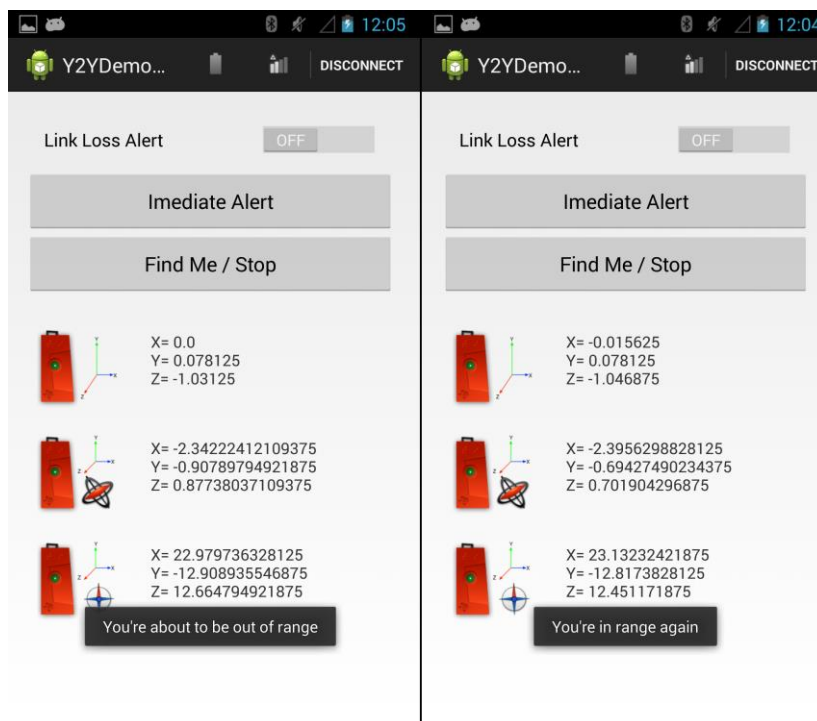 12:05
Y2YDemo...
DISCONNECT
Link Loss Alert
OFF
Imediate Alert
Find Me / Stop
X= 0.0
Y= 0.078125
Z= -1.03125
X= -2.34222412109375
Y= -0.90789794921875
Z= 0.87738037109375
X= 22.979736328125
Y= -12.908935546875
Z= 12.664794921875
You're about to be out of range
12:04
Y2YDemo...
DISCONNECT
Link Loss Alert
OFF
Imediate Alert
Find Me / Stop
X= -0.015625
Y= 0.078125
Z= -1.046875
X= -2.3956298828125
Y= -0.69427490234375
Z= 0.701904296875
X= 23.13232421875
Y= -12.8173828125
Z= 12.451171875
You're in range again